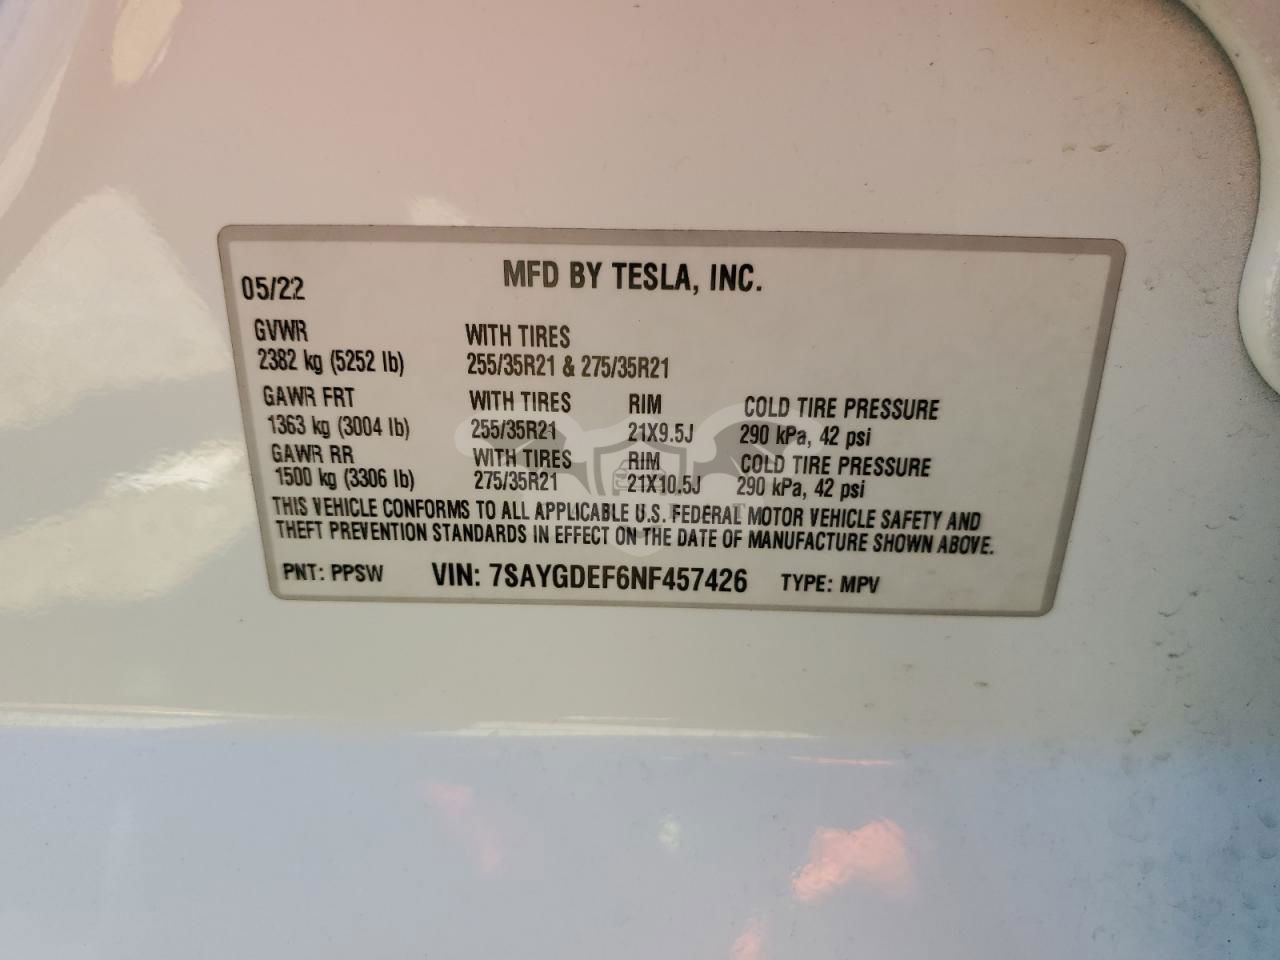 05/22 MFD BY TESLA, INC.
GVWR WITH TIRES
2382 kg (5252 lb) 255/35R21 & 275/35R21
GAWR FRT WITH TIRES RIM COLD TIRE PRESSURE
1363 kg (3004 lb) 255/35R21 21X9.5J 290 kPa, 42 psi
GAWR RR WITH TIRES RIM COLD TIRE PRESSURE
1500 kg (3306 lb) 275/35R21 21X10.5J 290 kPa, 42 psi
THIS VEHICLE CONFORMS TO ALL APPLICABLE U.S. FEDERAL MOTOR VEHICLE SAFETY AND
THEFT PREVENTION STANDARDS IN EFFECT ON THE DATE OF MANUFACTURE SHOWN ABOVE.
PNT: PPSW VIN: 7SAYGDEF6NF457426 TYPE: MPV